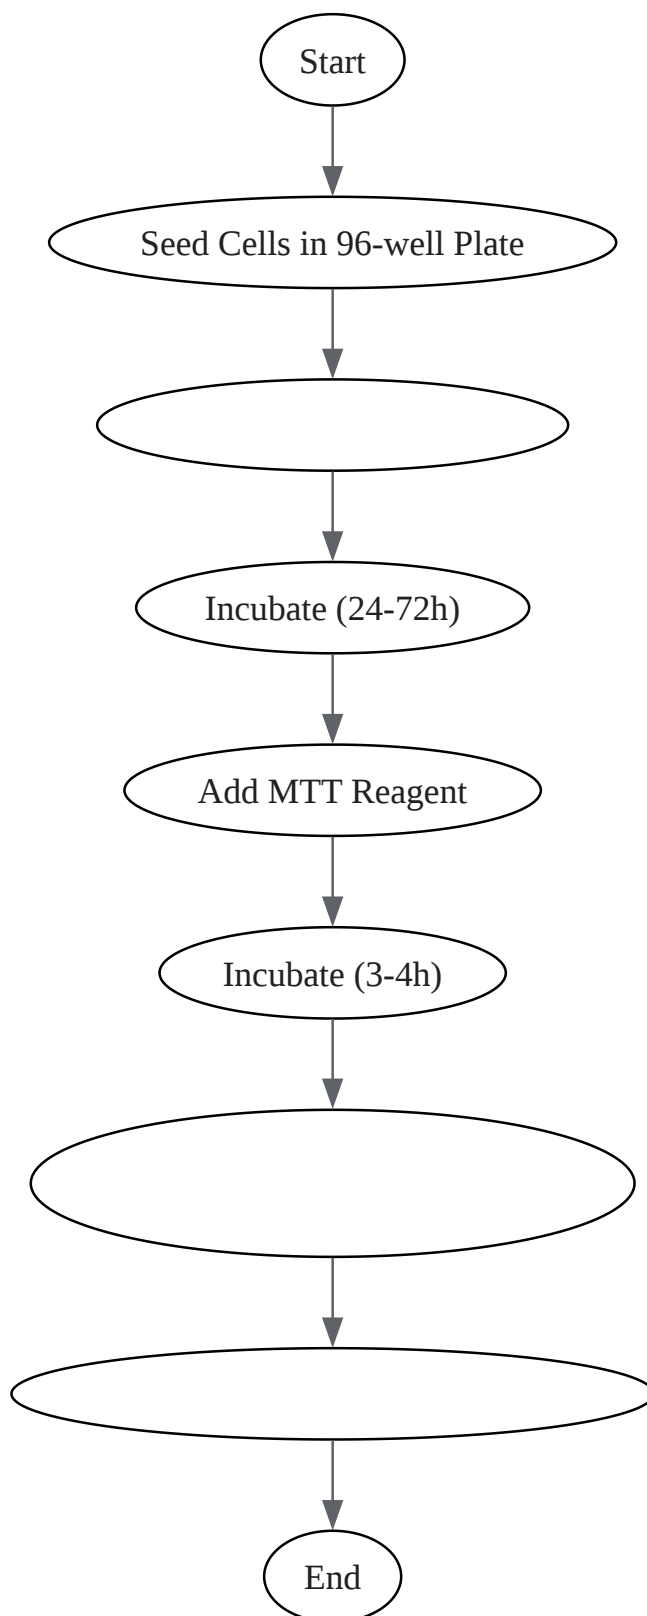 Start
Seed Cells in 96-well Plate
Incubate (24-72h)
Add MTT Reagent
Incubate (3-4h)
End